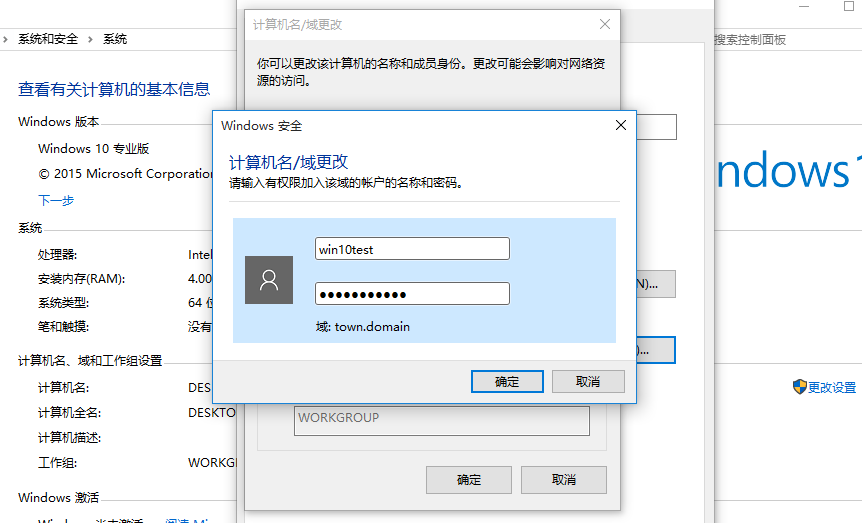 计算机名/域更改
系统和安全 › 系统
搜索控制面板
你可以更改该计算机的名称和成员身份。更改可能会影响对网络资
源的访问。
查看有关计算机的基本信息
Windows 版本
Windows 10 专业版
© 2015 Microsoft Corporation
下一步
ndows
系统
处理器: Intel
安装内存(RAM): 4.00
系统类型: 64 位
笔和触摸: 没有
Windows 安全
计算机名/域更改
请输入有权限加入该域的帐户的名称和密码。
win10test
●●●●●●●●●●●
域: town.domain
确定 取消
N)...
)...
计算机名、域和工作组设置
计算机名: DES
计算机全名: DESKTO
计算机描述:
工作组: WORKG
更改设置
WORKGROUP
确定 取消
Windows 激活